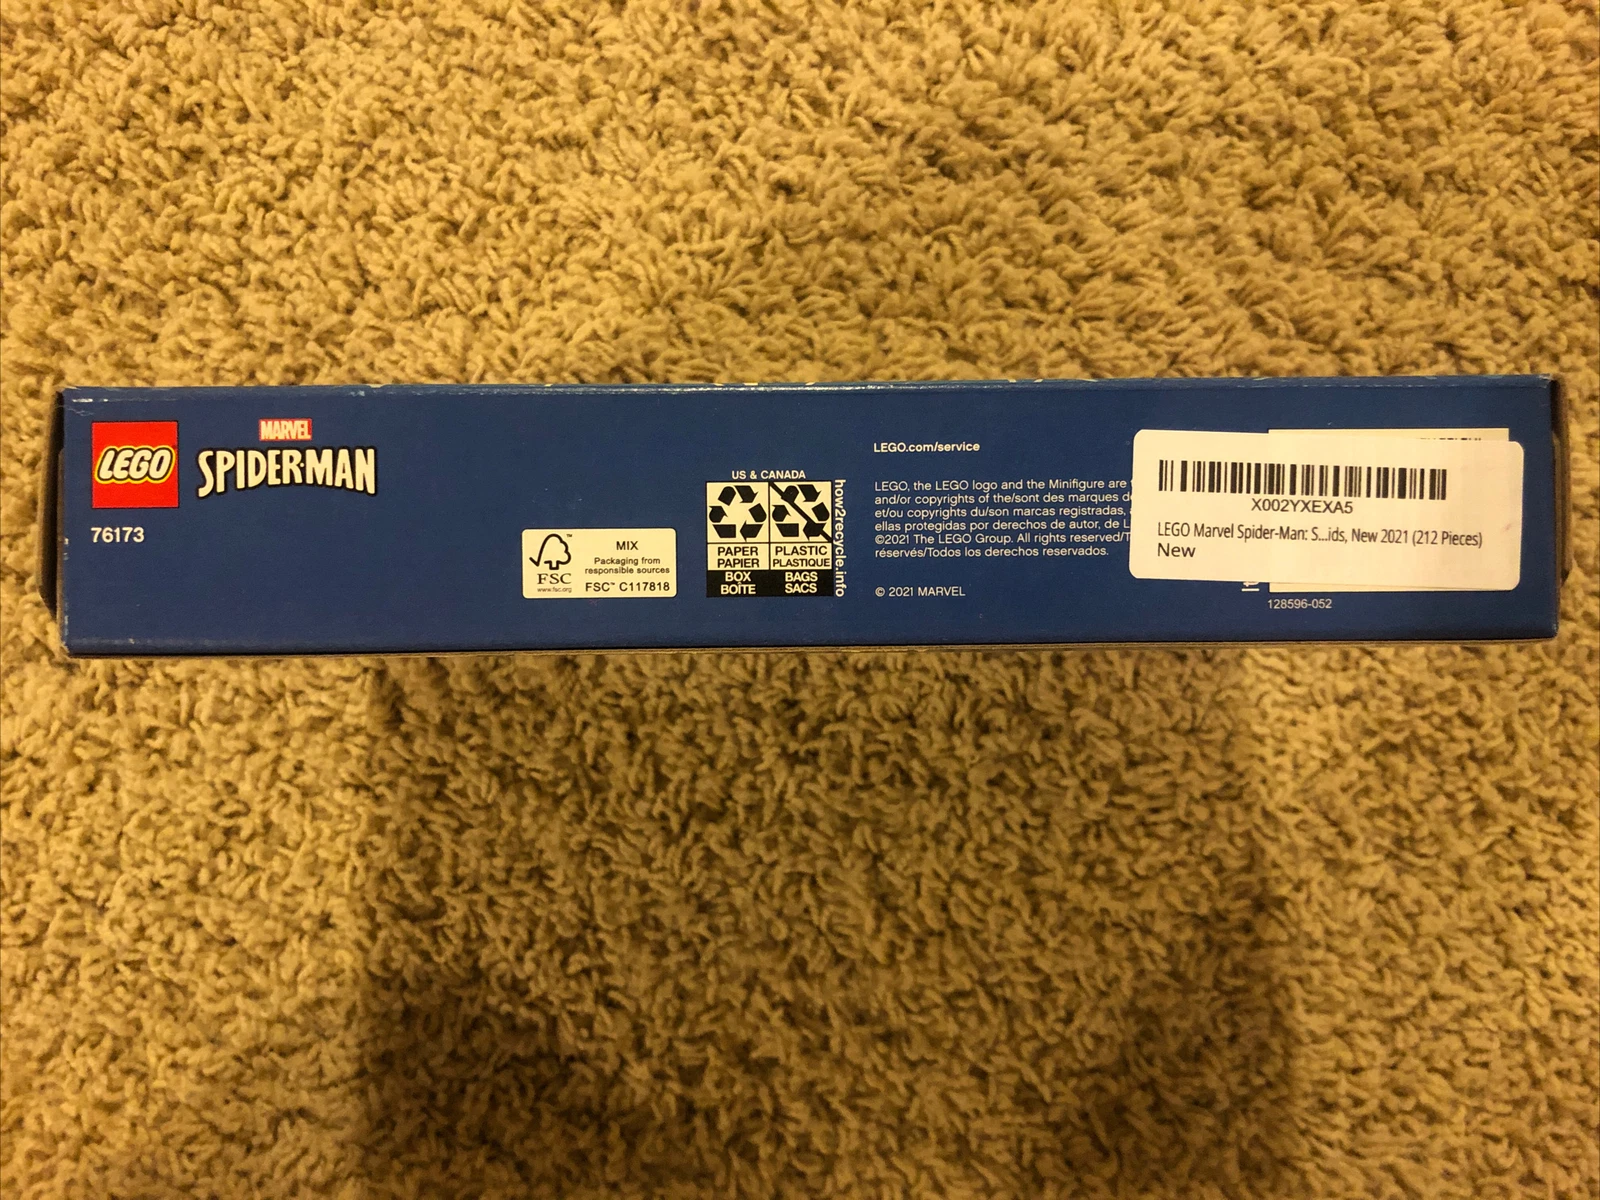 LEGO
MARVEL
SPIDER-MAN
76173
FSC
www.fsc.org
MIX
Packaging from
responsible sources
FSC™ C117818
US & CANADA
PAPER
PAPIER
BOX
BOÎTE
PLASTIC
PLASTIQUE
BAGS
SACS
how2recycle.info
LEGO.com/service
LEGO, the LEGO logo and the Minifigure are
and/or copyrights of the/sont des marques
et/ou copyrights du/son marcas registradas,
ellas protegidas por derechos de autor, de
©2021 The LEGO Group. All rights reserved/
réservés/Todos los derechos reservados.
© 2021 MARVEL
X002YXEXA5
LEGO Marvel Spider-Man: S...ids, New 2021 (212 Pieces)
New
128596-052